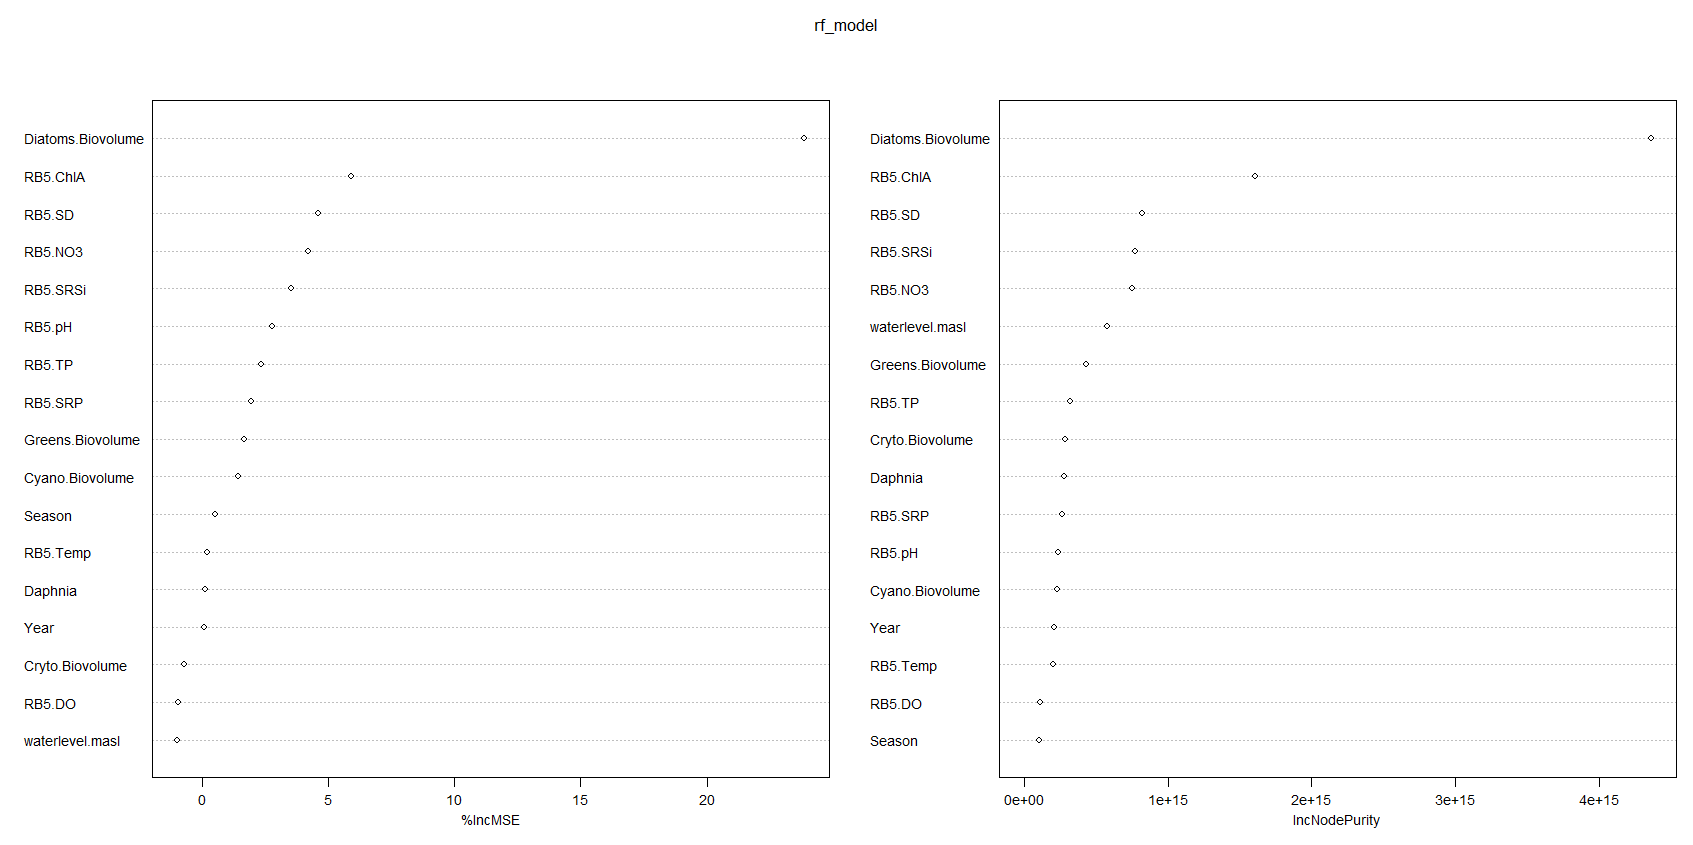 rf_model
Diatoms.Biovolume
RB5.ChlA
RB5.SD
RB5.NO3
RB5.SRSi
RB5.pH
RB5.TP
RB5.SRP
Greens.Biovolume
Cyano.Biovolume
Season
RB5.Temp
Daphnia
Year
Cryto.Biovolume
RB5.DO
waterlevel.masl
0 5 10 15 20
%IncMSE
Diatoms.Biovolume
RB5.ChlA
RB5.SD
RB5.SRSi
RB5.NO3
waterlevel.masl
Greens.Biovolume
RB5.TP
Cryto.Biovolume
Daphnia
RB5.SRP
RB5.pH
Cyano.Biovolume
Year
RB5.Temp
RB5.DO
Season
0e+00 1e+15 2e+15 3e+15 4e+15
IncNodePurity